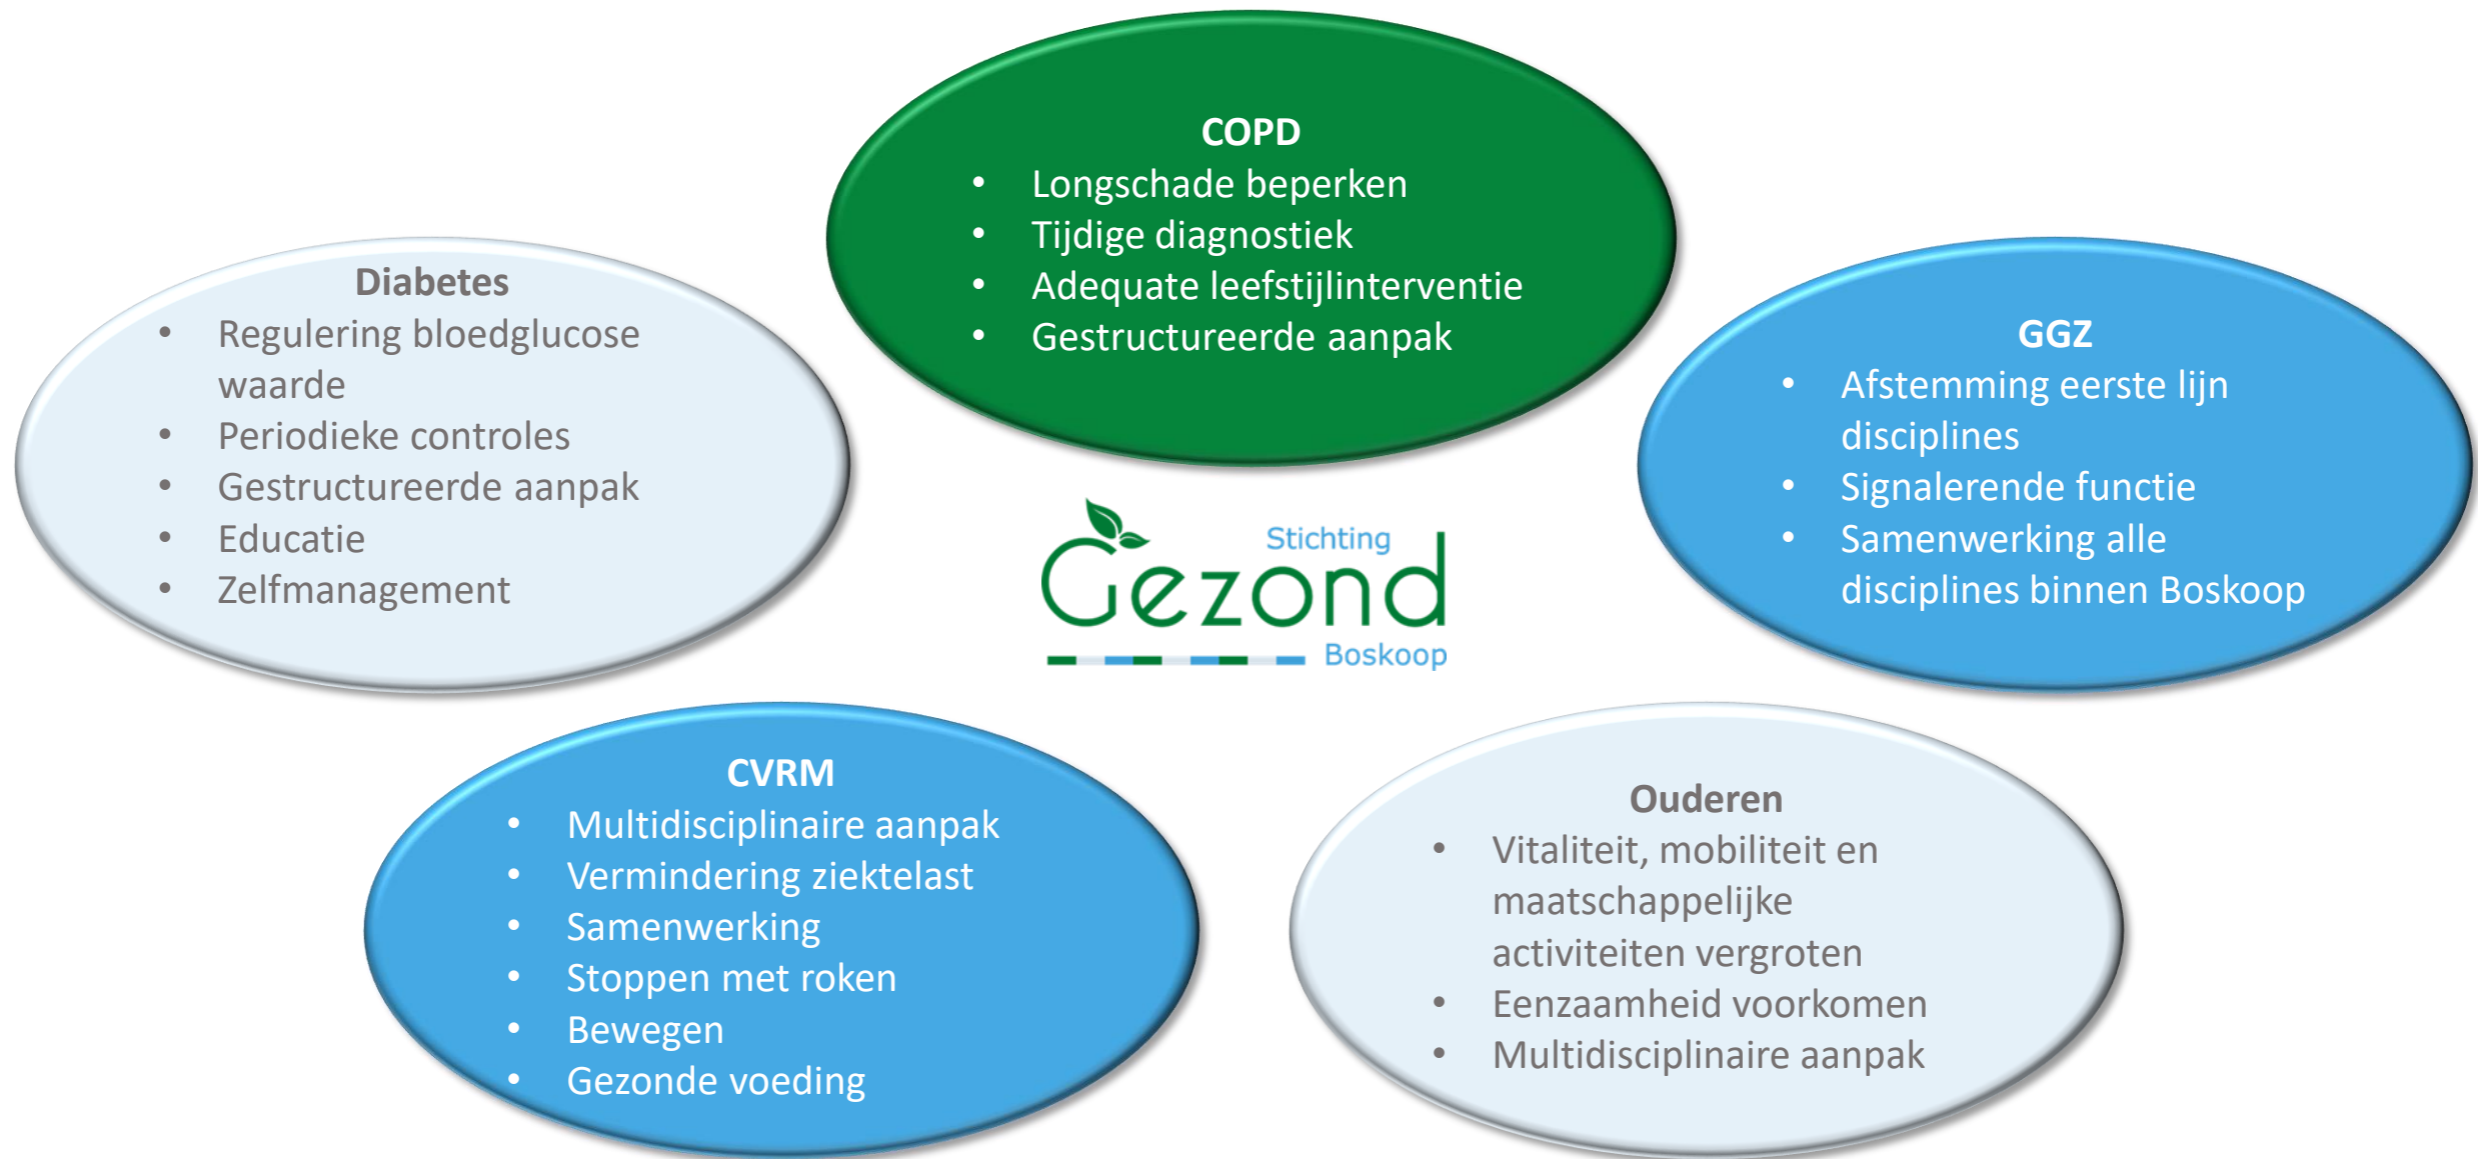 COPD
• Longschade beperken
• Tijdige diagnostiek
• Adequate leefstijlinterventie
• Gestructureerde aanpak
Diabetes
• Regulering bloedglucose
waarde
• Periodieke controles
• Gestructureerde aanpak
• Educatie
• Zelfmanagement
GGZ
• Afstemming eerste lijn
disciplines
• Signalerende functie
• Samenwerking alle
disciplines binnen Boskoop
Stichting
Gezond
Boskoop
CVRM
• Multidisciplinaire aanpak
• Vermindering ziektelast
• Samenwerking
• Stoppen met roken
• Bewegen
• Gezonde voeding
Ouderen
• Vitaliteit, mobiliteit en
maatschappelijke
activiteiten vergroten
• Eenzaamheid voorkomen
• Multidisciplinaire aanpak